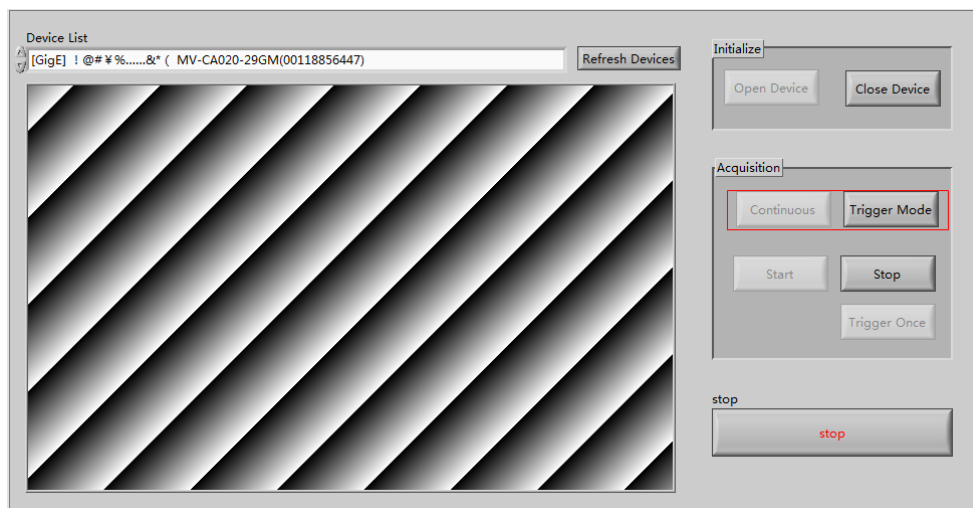 Device List
[GigE] ！@#￥%......&*（ MV-CA020-29GM(00118856447)
Refresh Devices
Initialize
Open Device
Close Device
Acquisition
Continuous
Trigger Mode
Start
Stop
Trigger Once
stop
stop